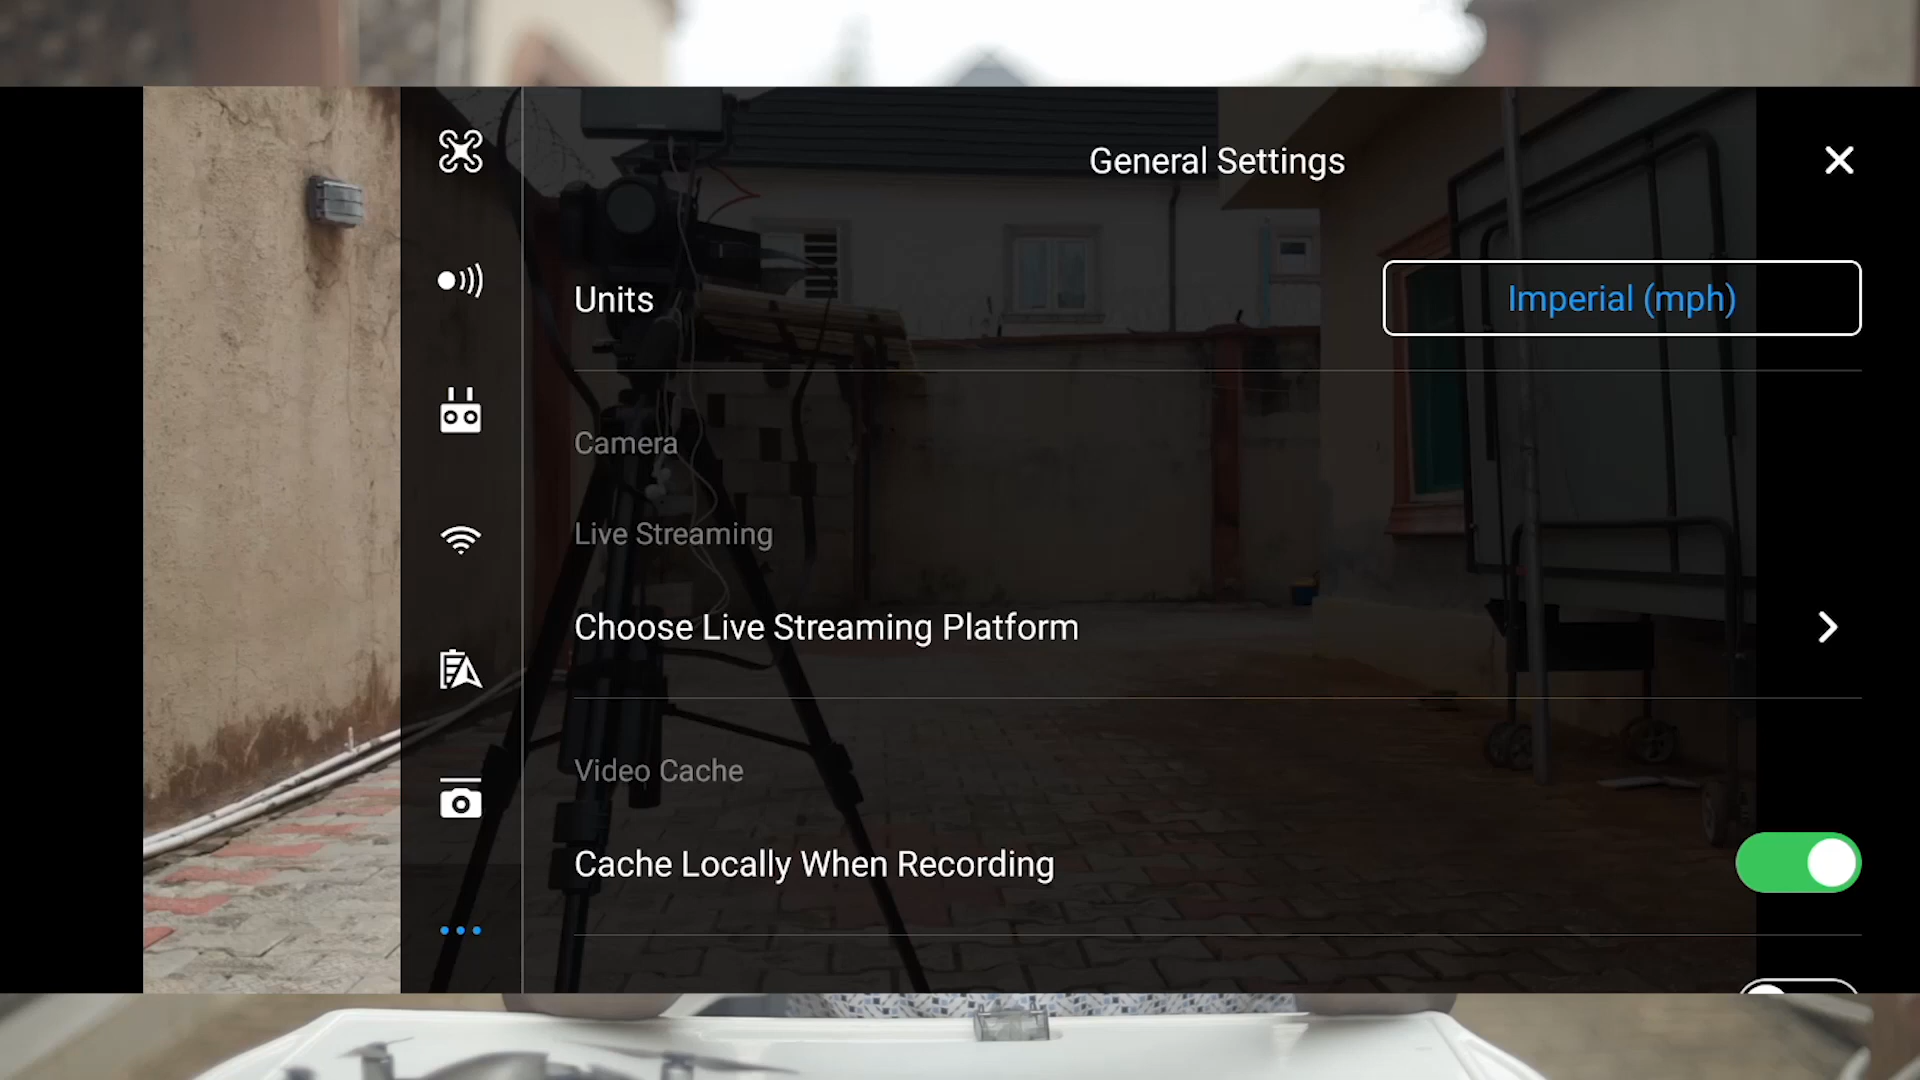 General Settings
Units
Imperial (mph)
Camera
Live Streaming
Choose Live Streaming Platform
Video Cache
Cache Locally When Recording